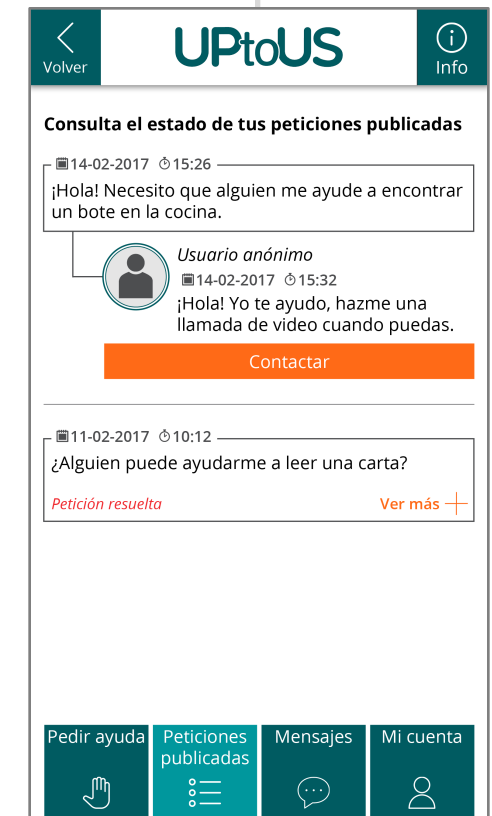 Volver
UPtoUS
Info
Consulta el estado de tus peticiones publicadas
14-02-2017 15:26
¡Hola! Necesito que alguien me ayude a encontrar
un bote en la cocina.
Usuario anónimo
14-02-2017 15:32
¡Hola! Yo te ayudo, hazme una
llamada de video cuando puedas.
Contactar
11-02-2017 10:12
¿Alguien puede ayudarme a leer una carta?
Petición resuelta Ver más
Pedir ayuda
Peticiones
publicadas
Mensajes
Mi cuenta